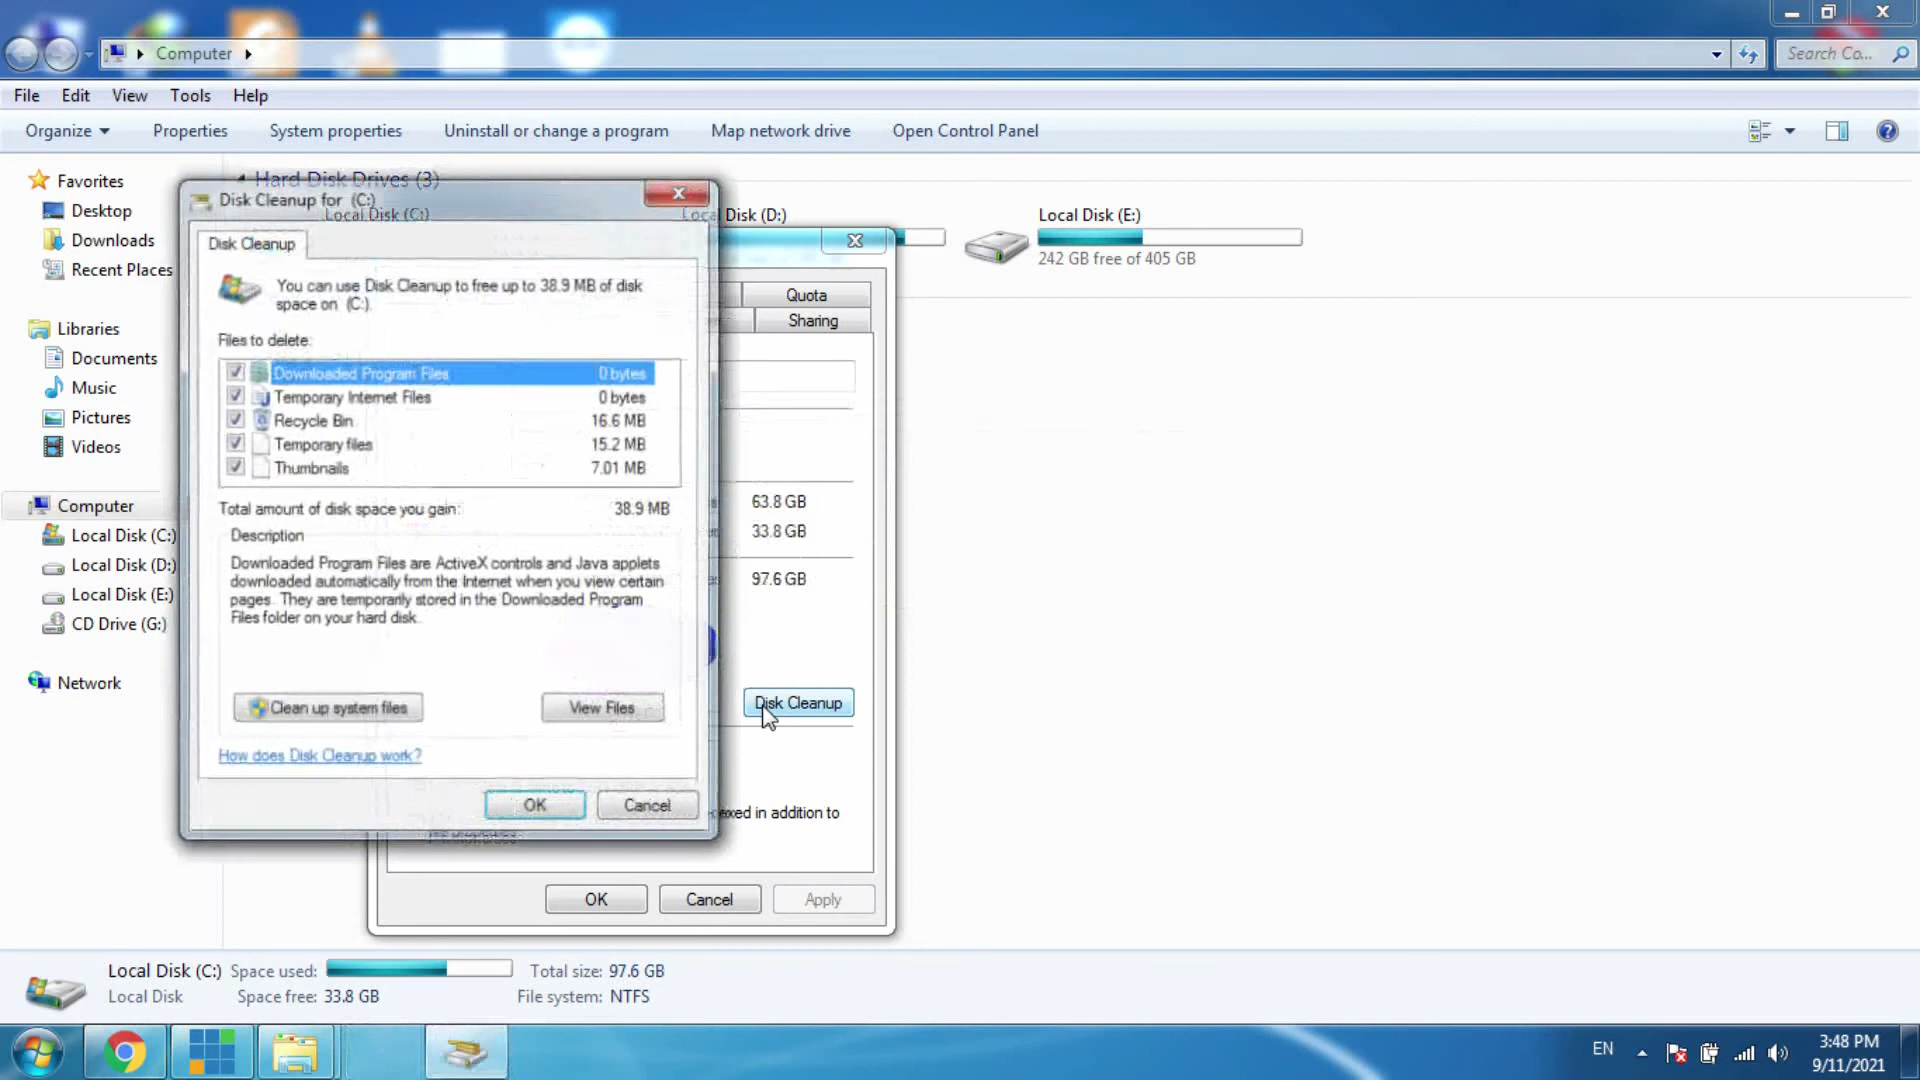 Computer
Search Co...
File Edit View Tools Help
Organize Properties System properties Uninstall or change a program Map network drive Open Control Panel
Favorites
Desktop
Downloads
Recent Places
Libraries
Documents
Music
Pictures
Videos
Computer
Local Disk (C:)
Local Disk (D:)
Local Disk (E:)
CD Drive (G:)
Network
Hard Disk Drives (3)
Local Disk (C:)
Local Disk (D:)
Local Disk (E:)
242 GB free of 405 GB
Disk Cleanup for (C:)
Disk Cleanup
You can use Disk Cleanup to free up to 38.9 MB of disk
space on (C:).
Files to delete:
Downloaded Program Files 0 bytes
Temporary Internet Files 0 bytes
Recycle Bin 16.6 MB
Temporary files 15.2 MB
Thumbnails 7.01 MB
Total amount of disk space you gain: 38.9 MB
Description
Downloaded Program Files are ActiveX controls and Java applets
downloaded automatically from the Internet when you view certain
pages. They are temporarily stored in the Downloaded Program
Files folder on your hard disk.
Clean up system files View Files
How does Disk Cleanup work?
OK Cancel
Quota
Sharing
63.8 GB
33.8 GB
97.6 GB
Disk Cleanup
in addition to
OK Cancel Apply
Local Disk (C:) Space used: Total size: 97.6 GB
Local Disk Space free: 33.8 GB File system: NTFS
EN
3:48 PM
9/11/2021